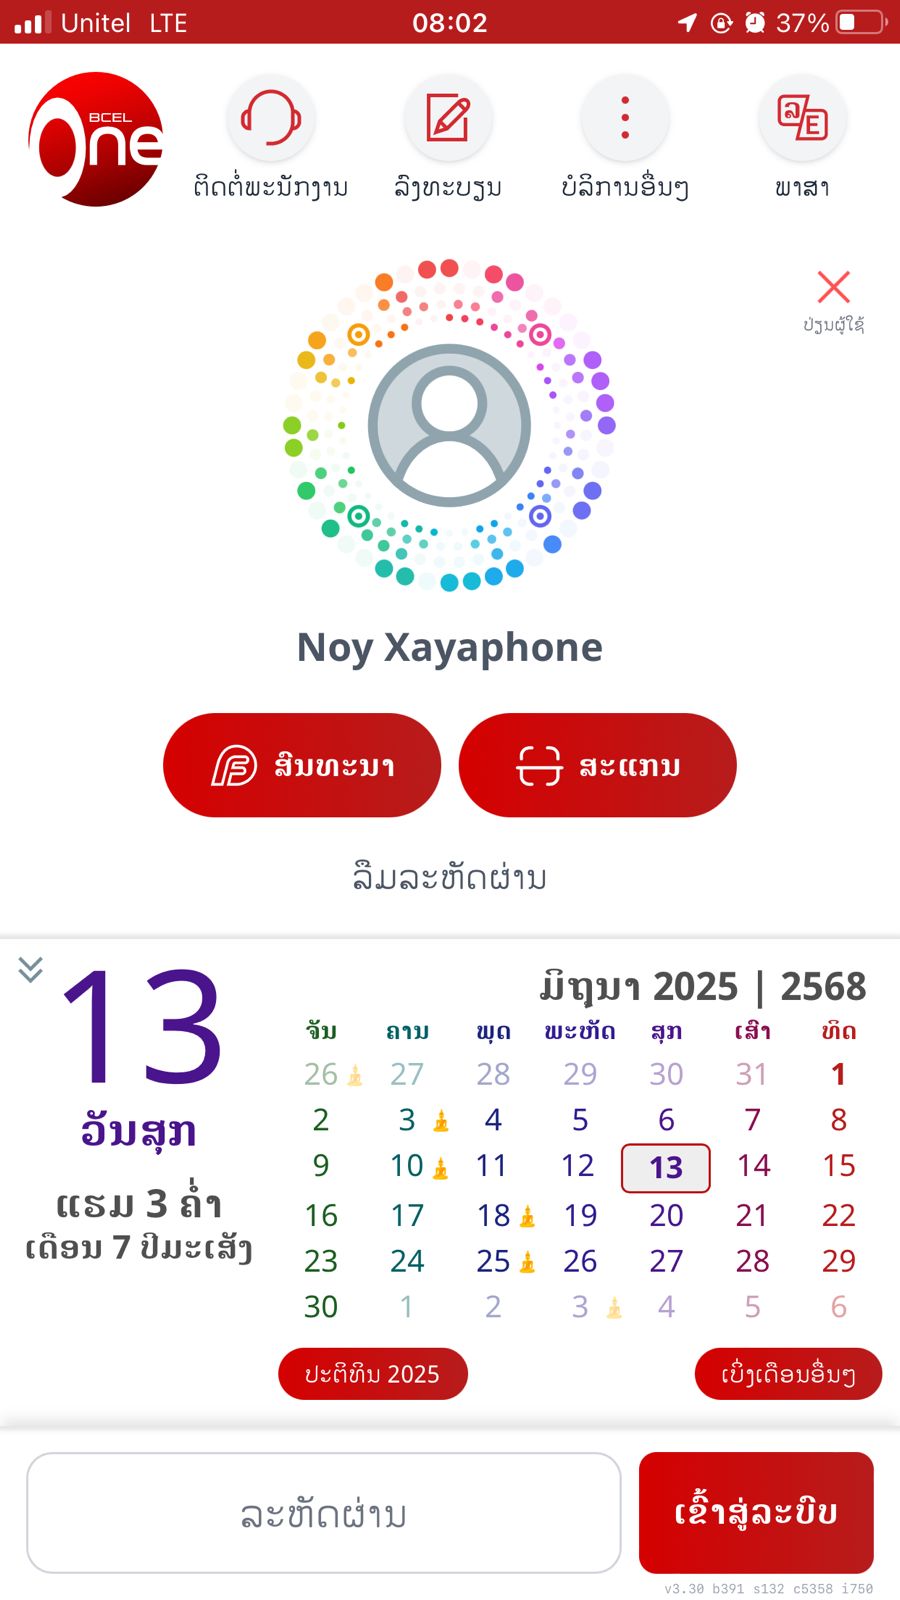 Unitel LTE 08:02 37%
BCEL
One
ຕິດຕໍ່ພະນັກງານ ລົງທະບຽນ ບໍລິການອື່ນໆ ພາສາ
ປ່ຽນຜູ້ໃຊ້
Noy Xayaphone
ສົນທະນາ ສະແກນ
ລືມລະຫັດຜ່ານ
13
ວັນສຸກ
ແຮມ 3 ຄ່ຳ
ເດືອນ 7 ປີມະເສັງ
ມິຖຸນາ 2025 | 2568
ຈັນ ຄານ ພຸດ ພະຫັດ ສຸກ ເສົາ ທິດ
26 27 28 29 30 31 1
2 3 4 5 6 7 8
9 10 11 12 13 14 15
16 17 18 19 20 21 22
23 24 25 26 27 28 29
30 1 2 3 4 5 6
ປະຕິທິນ 2025 ເບິ່ງເດືອນອື່ນໆ
ລະຫັດຜ່ານ ເຂົ້າສູ່ລະບົບ
v3.30 b391 s132 c5358 i750